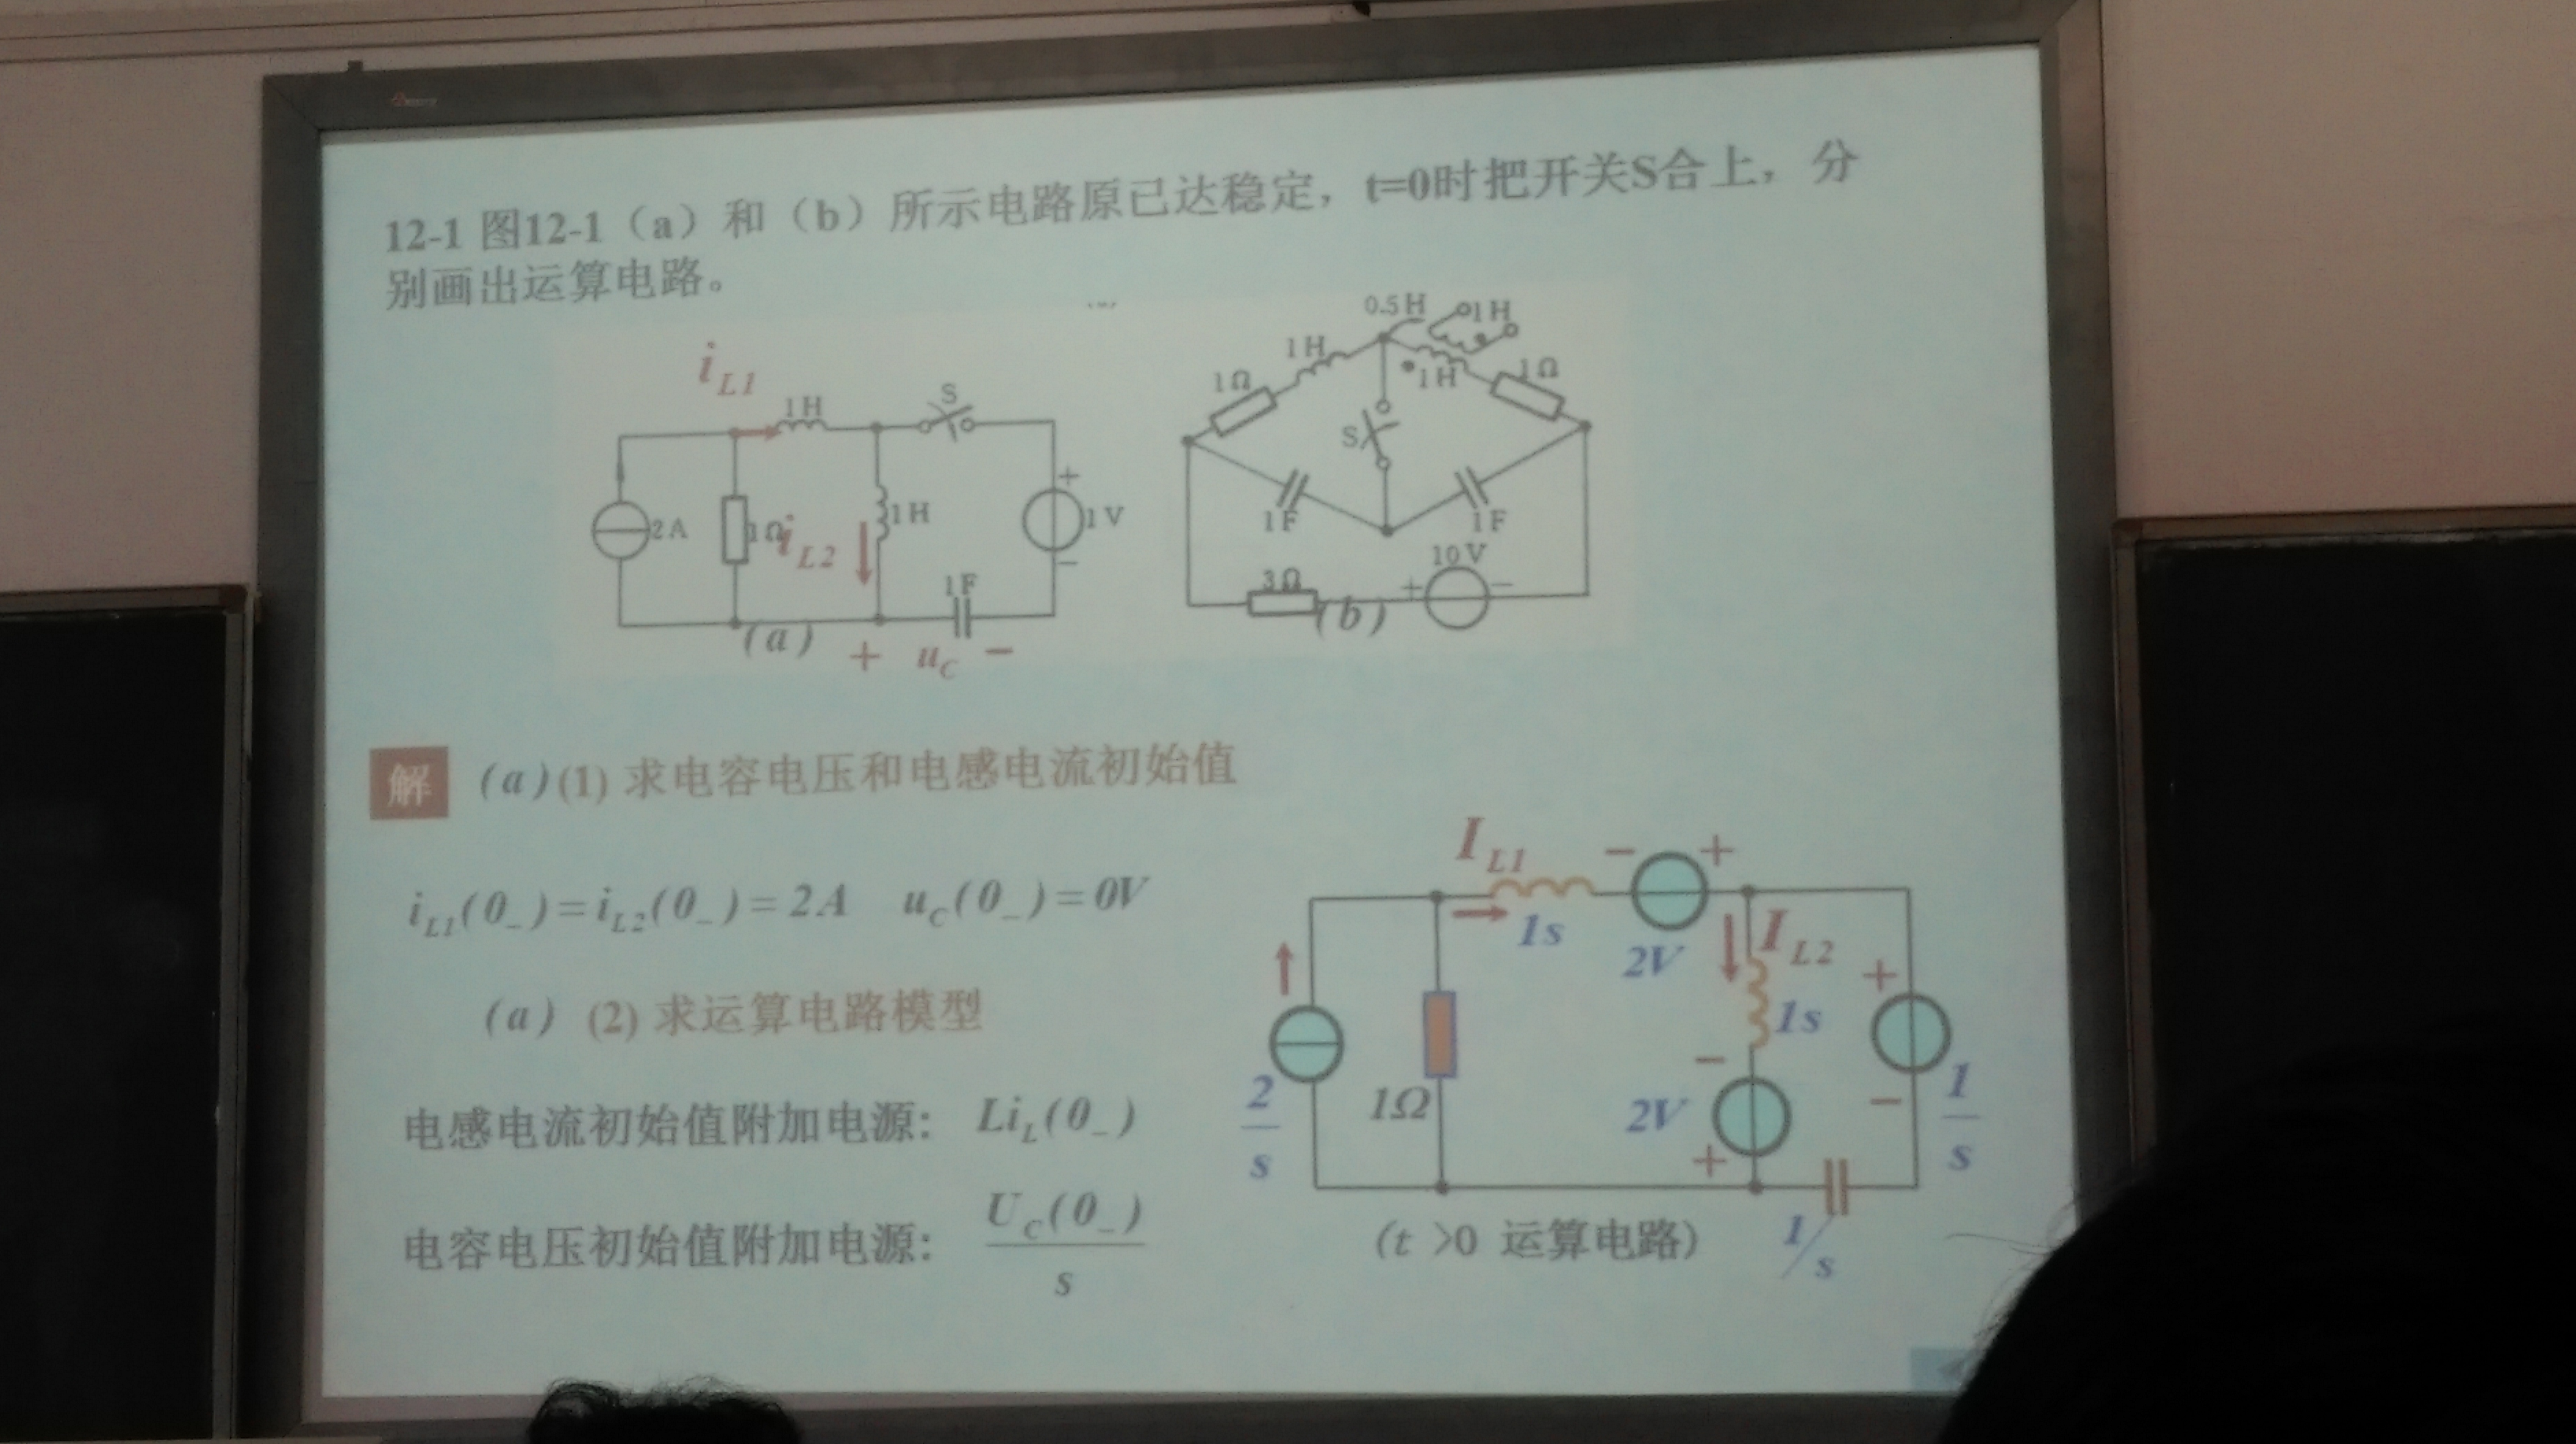 12-1 图12-1（a）和（b）所示电路原已达稳定，t=0时把开关S合上，分
别画出运算电路。
i_{L1}
1H
S
2A
1Ω
i_{L2}
1H
+
1V
−
1F
(a)
+ u_C −
0.5H
1H
1H
1Ω
1H
1Ω
S
1F
1F
10V
3Ω
+
−
(b)
解 (a)(1) 求电容电压和电感电流初始值
i_{L1}(0_-)=i_{L2}(0_-)=2A u_C(0_-)=0V
(a) (2) 求运算电路模型
电感电流初始值附加电源： Li_L(0_-)
电容电压初始值附加电源： U_C(0_-)/s
I_{L1}
− +
1s
2V
I_{L2}
+
1s
−
2/s
1Ω
2V
−
1/s
+
1/s
(t >0 运算电路)